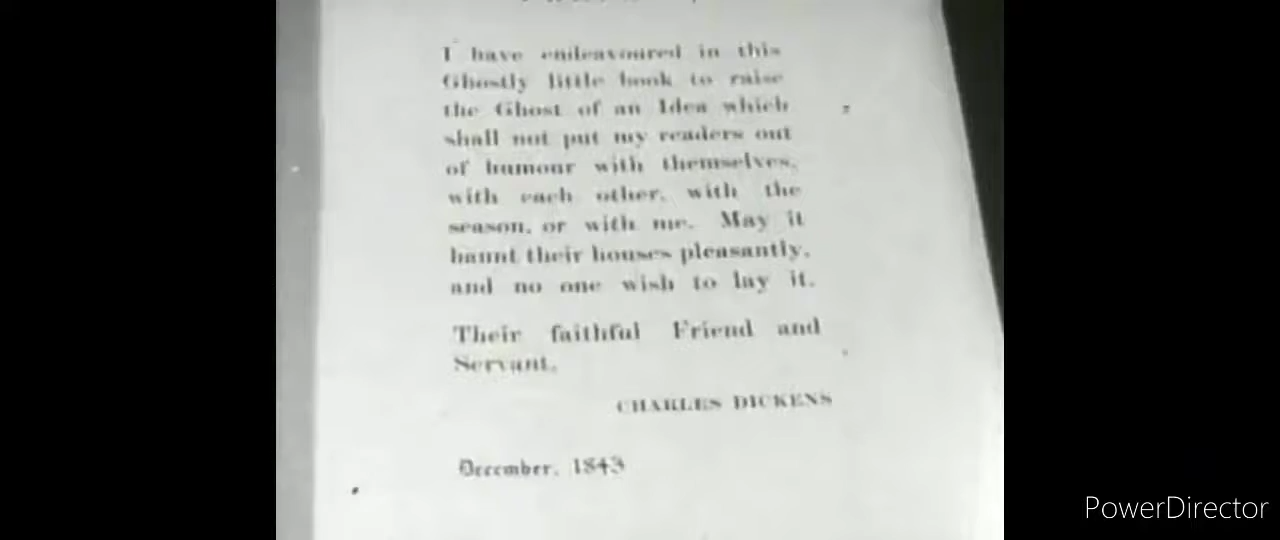 I have endeavoured in this
Ghostly little book to raise
the Ghost of an Idea which
shall not put my readers out
of humour with themselves,
with each other, with the
season, or with me. May it
haunt their houses pleasantly,
and no one wish to lay it.
Their faithful Friend and
Servant,
CHARLES DICKENS
December, 1843
PowerDirector